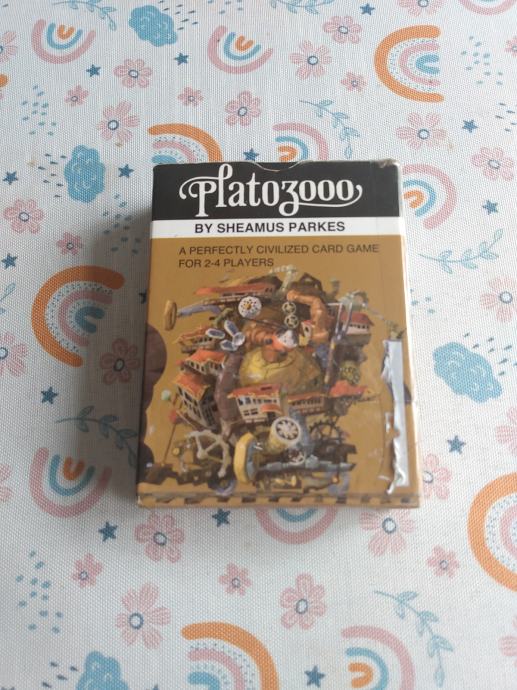 Plato3000
BY SHEAMUS PARKES
A PERFECTLY CIVILIZED CARD GAME
FOR 2-4 PLAYERS